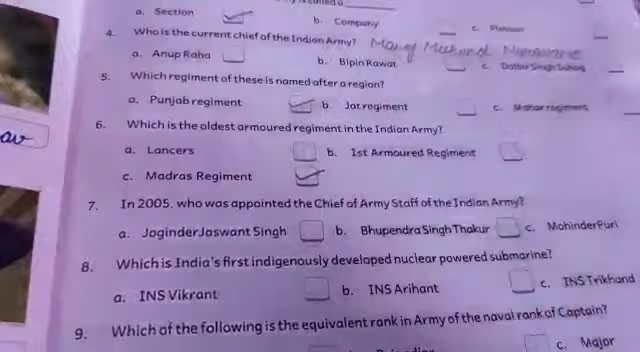 a. Section
b. Company
c. Platoon
4. Who is the current chief of the Indian Army? Manoj Mukund Naravane
a. Anup Raha
b. Bipin Rawat
c. Dalbir Singh Suhag
5. Which regiment of these is named after a region?
a. Punjab regiment
b. Jat regiment
c. Mahar regiment
6. Which is the oldest armoured regiment in the Indian Army?
a. Lancers
b. 1st Armoured Regiment
c. Madras Regiment
7. In 2005, who was appointed the Chief of Army Staff of the Indian Army?
a. Joginder Jaswant Singh
b. Bhupendra Singh Thakur
c. Mohinder Puri
8. Which is India's first indigenously developed nuclear powered submarine?
a. INS Vikrant
b. INS Arihant
c. INS Trikhand
9. Which of the following is the equivalent rank in Army of the naval rank of Captain?
c. Major